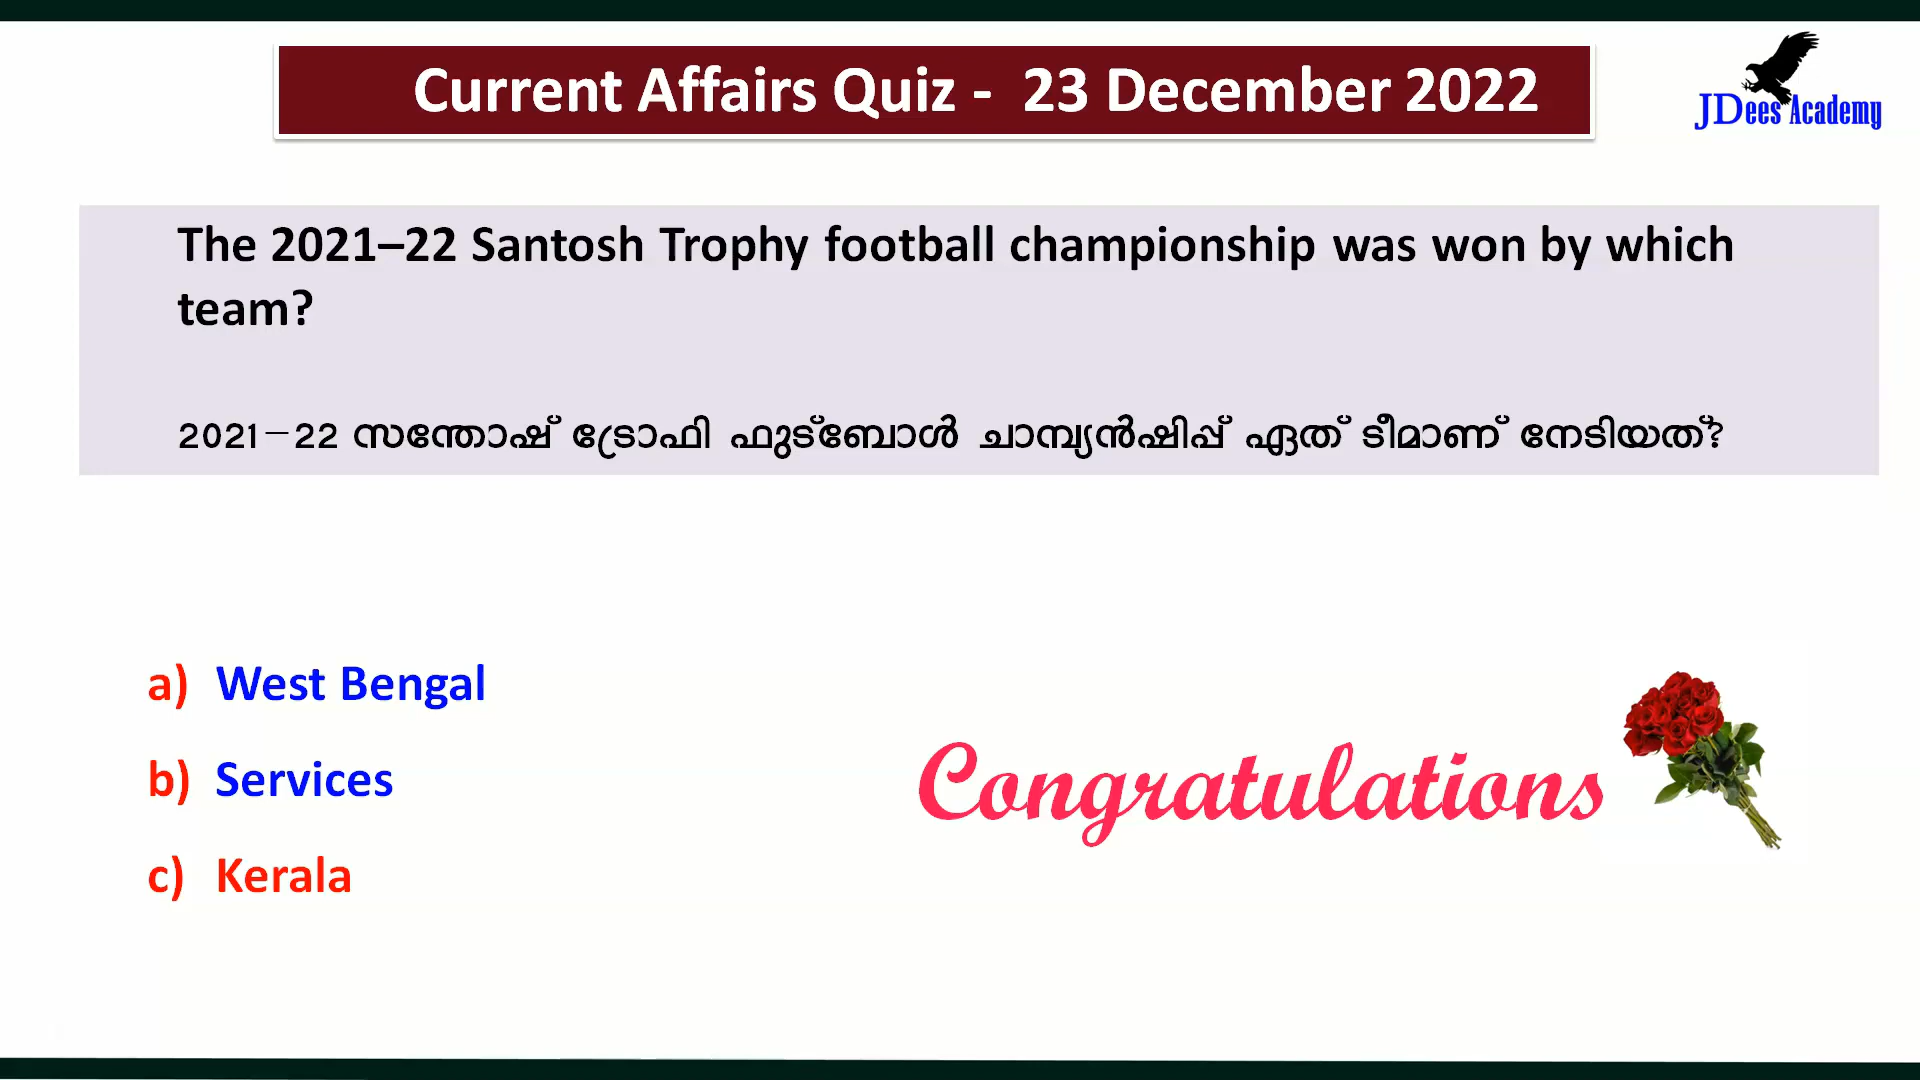 Current Affairs Quiz - 23 December 2022
JDees Academy
The 2021–22 Santosh Trophy football championship was won by which
team?
2021–22 സന്തോഷ് ട്രോഫി ഫുട്ബോൾ ചാമ്പ്യൻഷിപ്പ് ഏത് ടീമാണ് നേടിയത്?
a) West Bengal
b) Services
c) Kerala
Congratulations